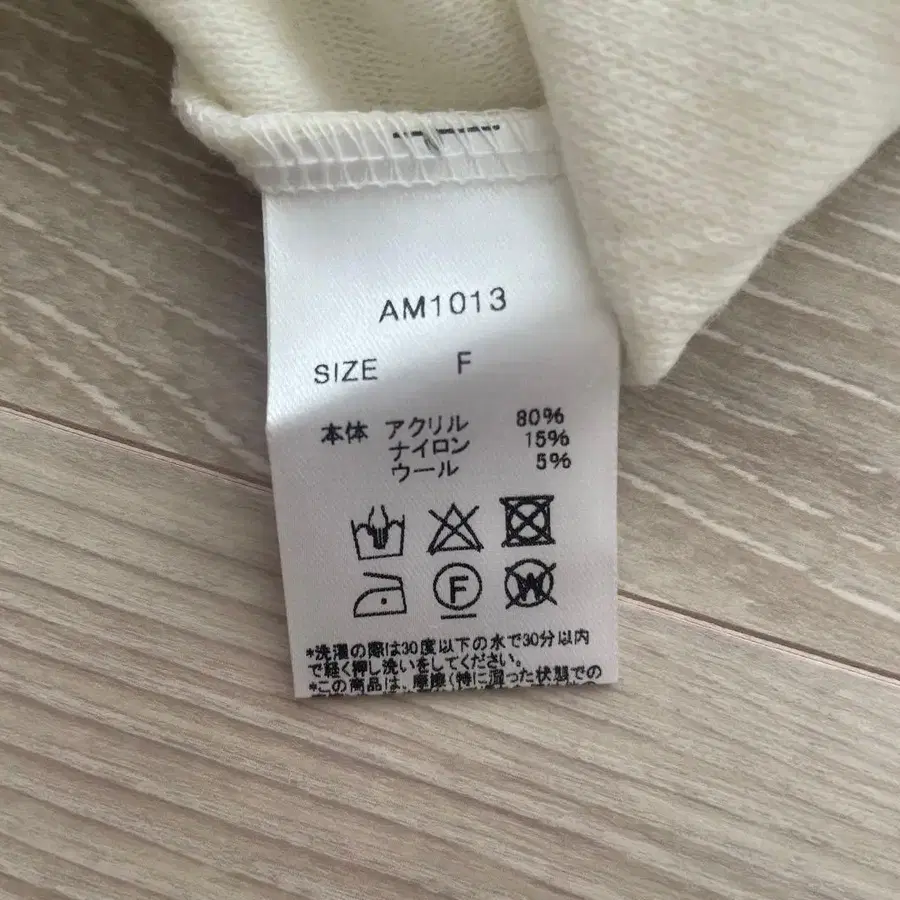 AM1013
SIZE F
本体 アクリル 80%
ナイロン 15%
ウール 5%
F
W
*洗濯の際は30度以下の水で30分以内
で軽く押し洗いをしてください。
*この商品は、摩擦(特に湿った状態での